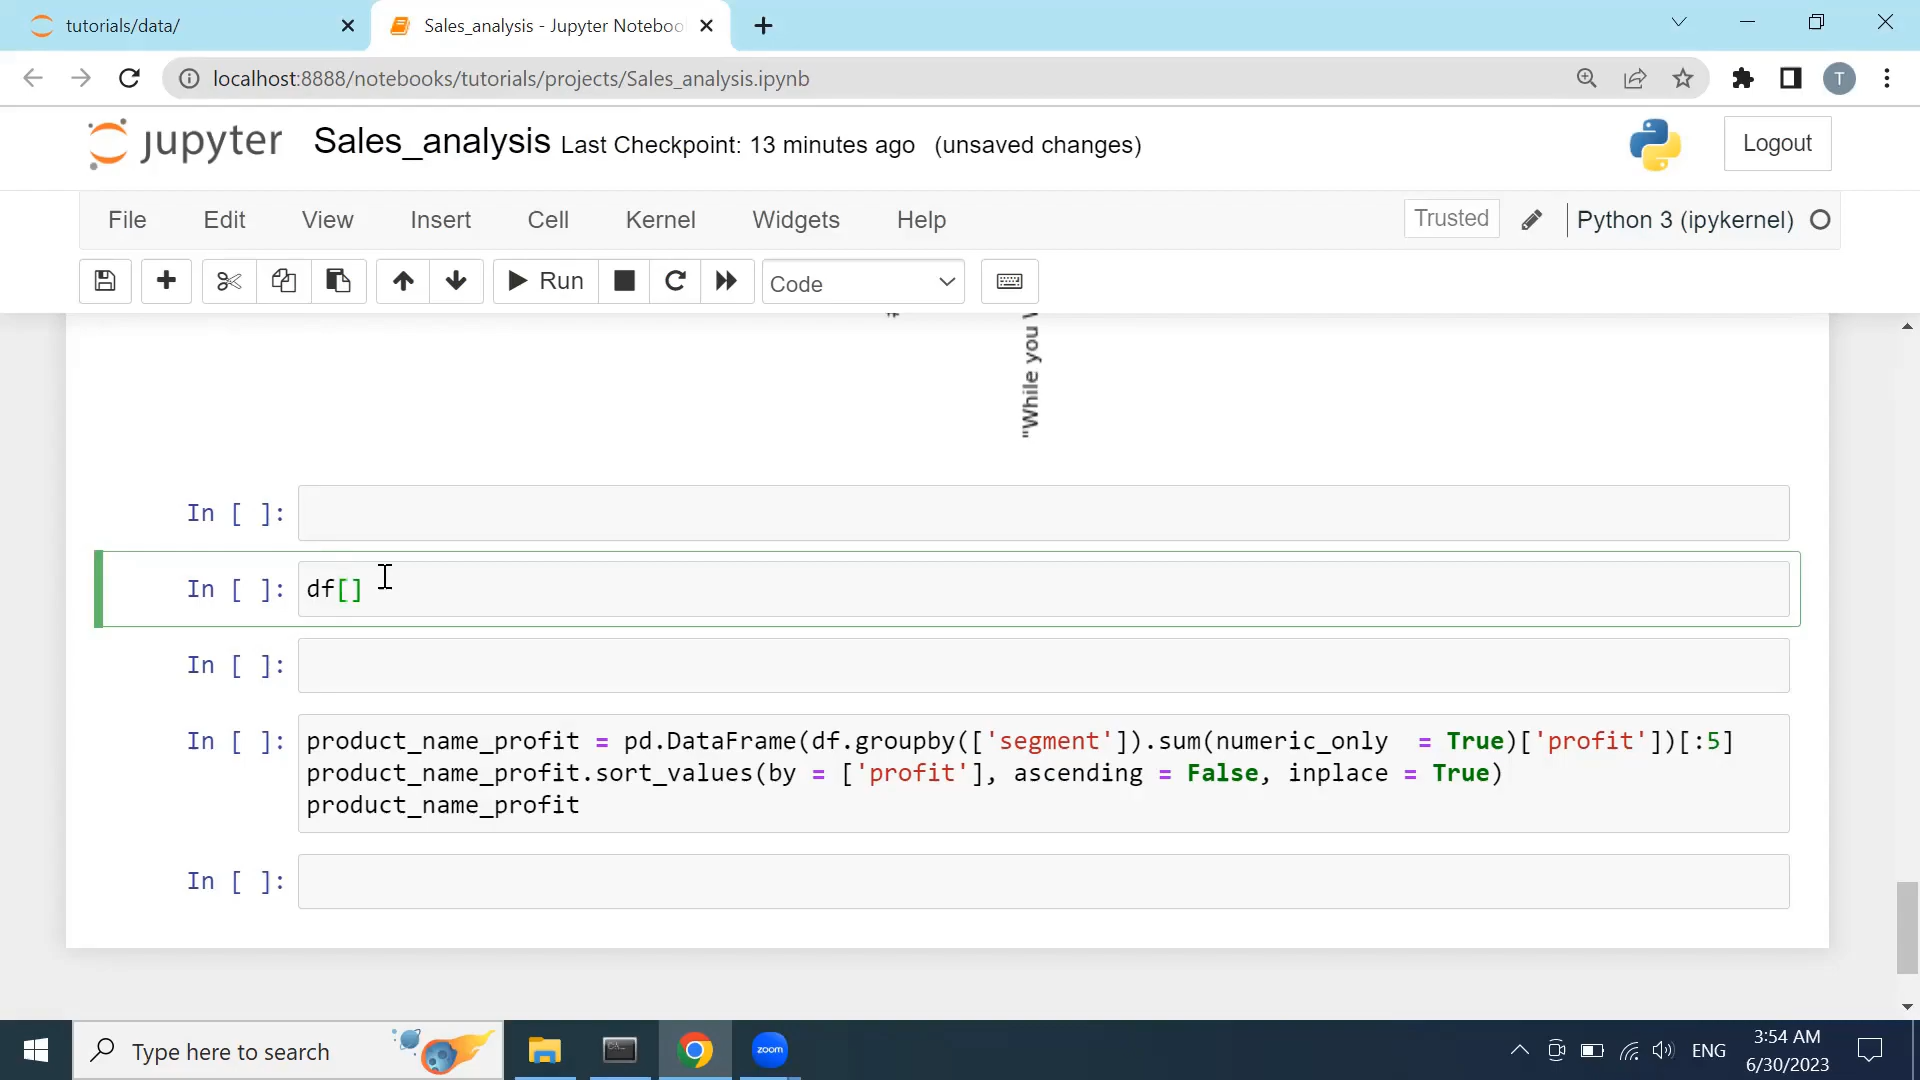 tutorials/data/
Sales_analysis - Jupyter Noteboo
localhost:8888/notebooks/tutorials/projects/Sales_analysis.ipynb
T
jupyter Sales_analysis Last Checkpoint: 13 minutes ago (unsaved changes)
Logout
File Edit View Insert Cell Kernel Widgets Help
Trusted Python 3 (ipykernel)
Run Code
"While you
In [ ]:
In [ ]: df[]
In [ ]:
In [ ]: product_name_profit = pd.DataFrame(df.groupby(['segment']).sum(numeric_only  = True)['profit'])[:5]
product_name_profit.sort_values(by = ['profit'], ascending = False, inplace = True)
product_name_profit
In [ ]:
Type here to search
zoom
ENG
3:54 AM
6/30/2023